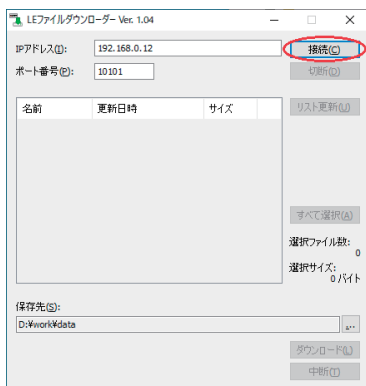 LEファイルダウンローダー Ver. 1.04
IPアドレス(I): 192.168.0.12 接続(C)
ポート番号(P): 10101 切断(D)
名前 更新日時 サイズ リスト更新(U)
すべて選択(A)
選択ファイル数:
0
選択サイズ:
0 バイト
保存先(S):
D:¥work¥data ...
ダウンロード(L)
中断(T)